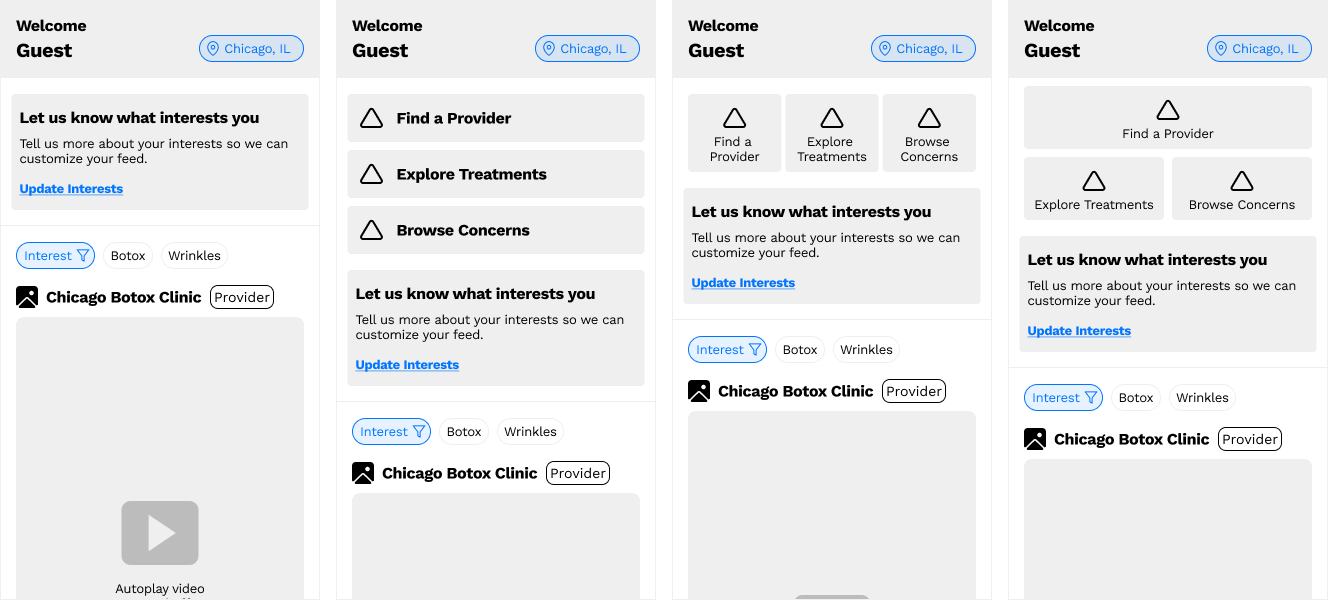 Welcome
Guest
Chicago, IL
Let us know what interests you
Tell us more about your interests so we can
customize your feed.
Update Interests
Interest
Botox
Wrinkles
Chicago Botox Clinic
Provider
Autoplay video
Welcome
Guest
Chicago, IL
Find a Provider
Explore Treatments
Browse Concerns
Let us know what interests you
Tell us more about your interests so we can
customize your feed.
Update Interests
Interest
Botox
Wrinkles
Chicago Botox Clinic
Provider
Welcome
Guest
Chicago, IL
Find a
Provider
Explore
Treatments
Browse
Concerns
Let us know what interests you
Tell us more about your interests so we can
customize your feed.
Update Interests
Interest
Botox
Wrinkles
Chicago Botox Clinic
Provider
Welcome
Guest
Chicago, IL
Find a Provider
Explore Treatments
Browse Concerns
Let us know what interests you
Tell us more about your interests so we can
customize your feed.
Update Interests
Interest
Botox
Wrinkles
Chicago Botox Clinic
Provider